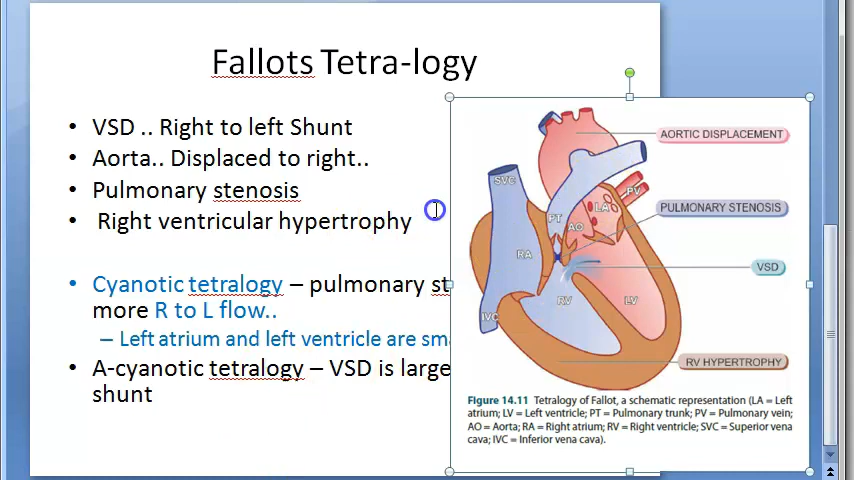 Fallots Tetra-logy
• VSD .. Right to left Shunt
• Aorta.. Displaced to right..
• Pulmonary stenosis
• Right ventricular hypertrophy
• Cyanotic tetralogy – pulmonary
more R to L flow..
– Left atrium and left ventricle are
• A-cyanotic tetralogy – VSD is large
shunt
AORTIC DISPLACEMENT
SVC
PV
LA
PULMONARY STENOSIS
PT
AO
RA
VSD
RV
LV
IVC
RV HYPERTROPHY
Figure 14.11 Tetralogy of Fallot, a schematic representation (LA = Left
atrium; LV = Left ventricle; PT = Pulmonary trunk; PV = Pulmonary vein;
AO = Aorta; RA = Right atrium; RV = Right ventricle; SVC = Superior vena
cava; IVC = Inferior vena cava).